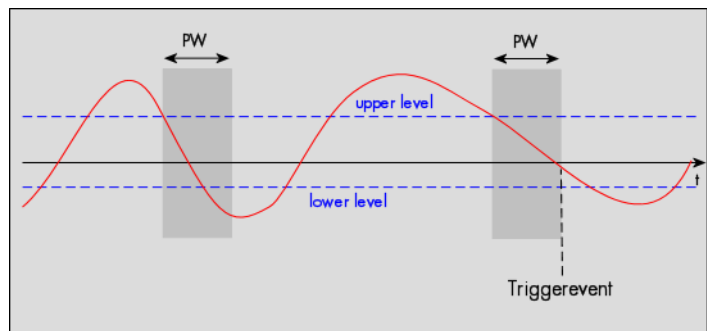 PW
PW
upper level
t
lower level
Triggerevent